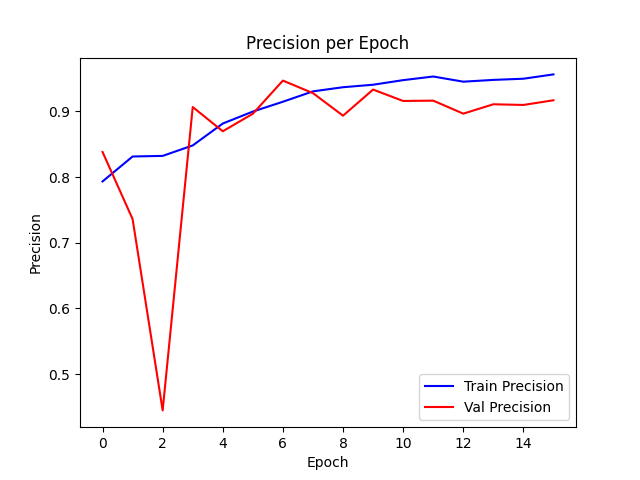 Precision per Epoch
Precision
0.9
0.8
0.7
0.6
0.5
0 2 4 6 8 10 12 14
Epoch
Train Precision
Val Precision